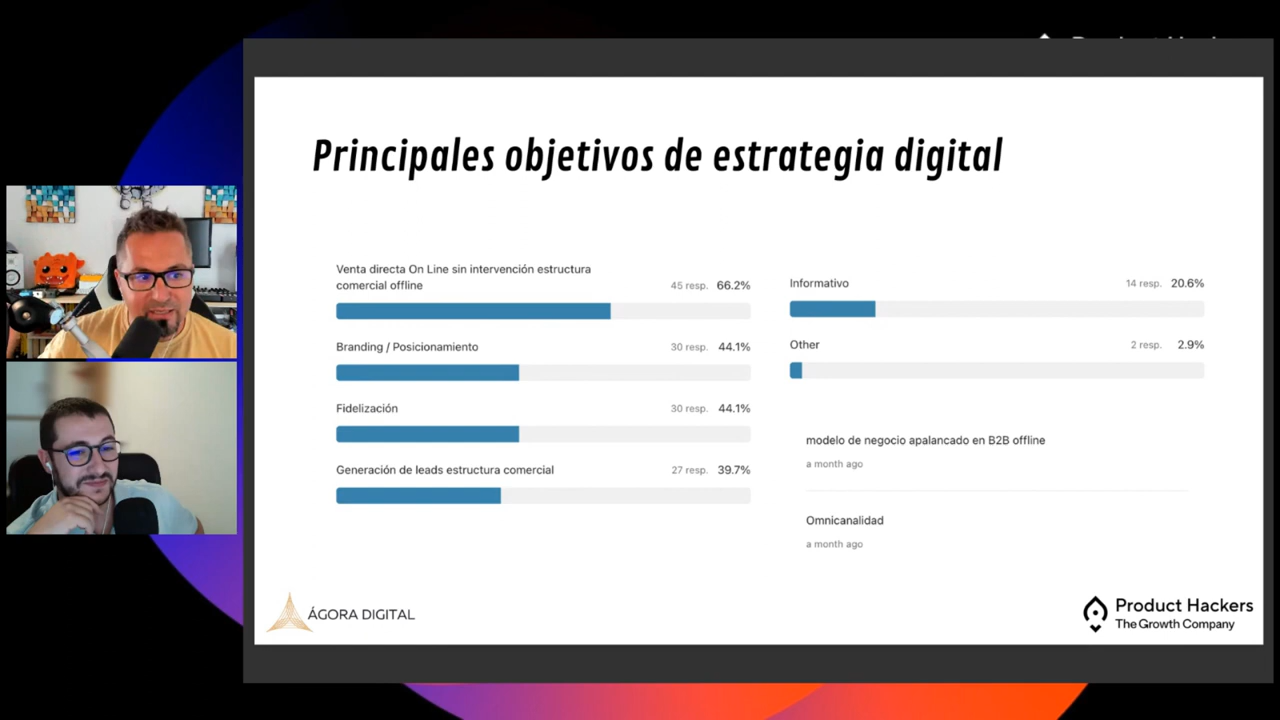 Principales objetivos de estrategia digital
Venta directa On Line sin intervención estructura
comercial offline
45 resp. 66.2%
Branding / Posicionamiento
30 resp. 44.1%
Fidelización
30 resp. 44.1%
Generación de leads estructura comercial
27 resp. 39.7%
Informativo
14 resp. 20.6%
Other
2 resp. 2.9%
modelo de negocio apalancado en B2B offline
a month ago
Omnicanalidad
a month ago
ÁGORA DIGITAL
Product Hackers
The Growth Company